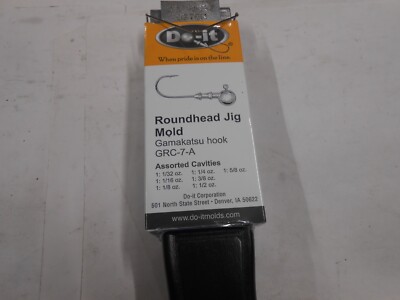 Do-it
When pride is on the line
Roundhead Jig
Mold
Gamakatsu hook
GRC-7-A
Assorted Cavities
1: 1/32 oz. 1: 1/4 oz. 1: 5/8 oz.
1: 1/16 oz. 1: 3/8 oz.
1: 1/8 oz. 1: 1/2 oz.
Do-it Corporation
501 North State Street • Denver, IA 50622
www.do-itmolds.com